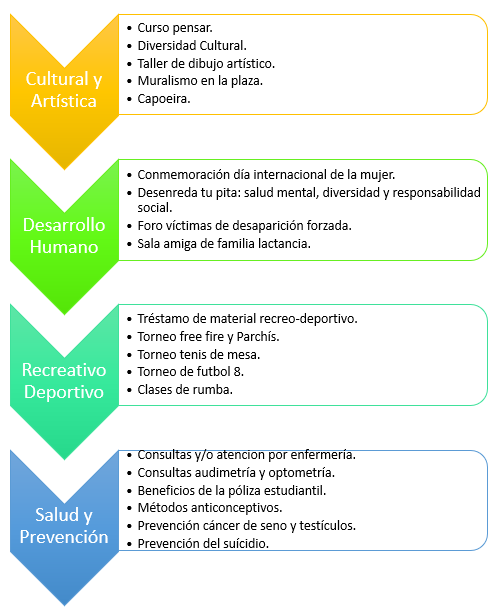 Cultural y
Artística
• Curso pensar.
• Diversidad Cultural.
• Taller de dibujo artístico.
• Muralismo en la plaza.
• Capoeira.
Desarrollo
Humano
• Conmemoración día internacional de la mujer.
• Desenreda tu pita: salud mental, diversidad y responsabilidad
social.
• Foro víctimas de desaparición forzada.
• Sala amiga de familia lactancia.
Recreativo
Deportivo
• Tréstamo de material recreo-deportivo.
• Torneo free fire y Parchís.
• Torneo tenis de mesa.
• Torneo de futbol 8.
• Clases de rumba.
Salud y
Prevención
• Consultas y/o atención por enfermería.
• Consultas audimetría y optometría.
• Beneficios de la póliza estudiantil.
• Métodos anticonceptivos.
• Prevención cáncer de seno y testículos.
• Prevención del suícidio.